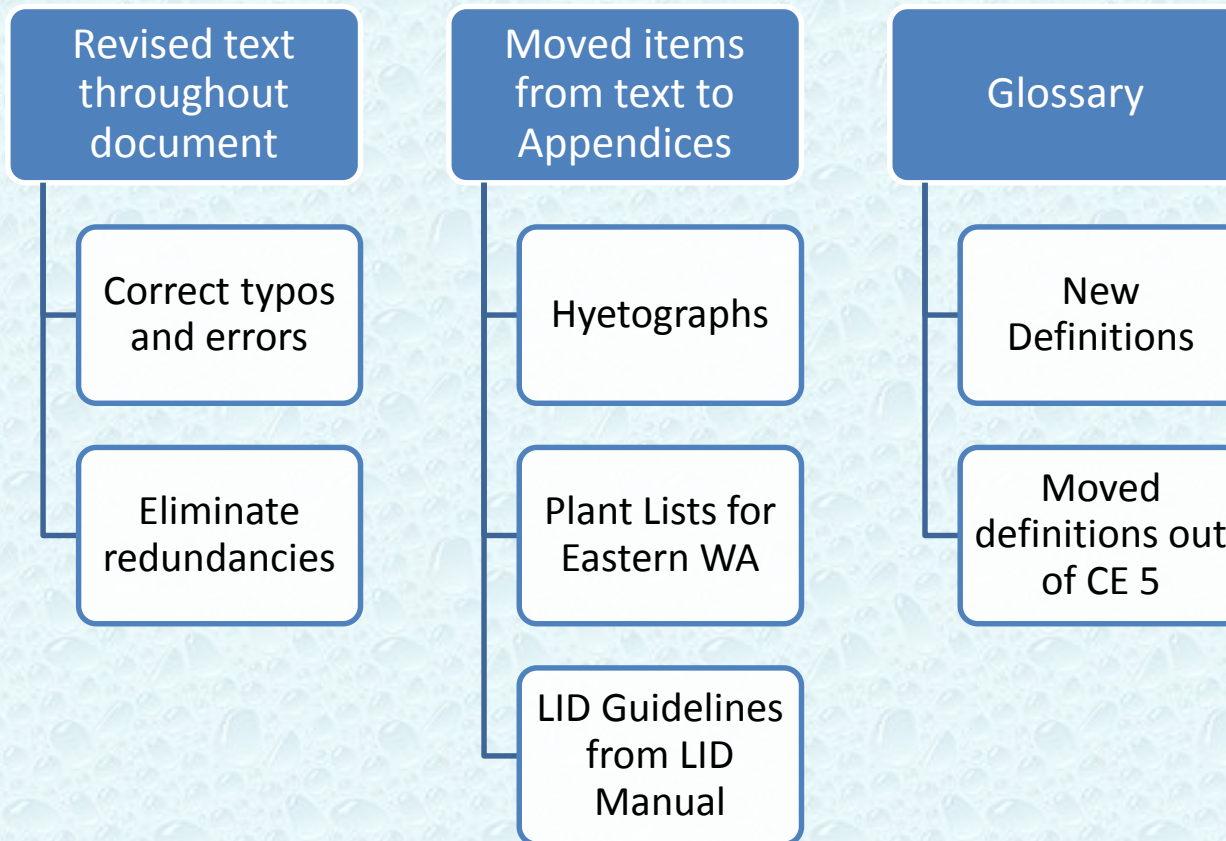 Revised text
throughout
document
Correct typos
and errors
Eliminate
redundancies
Moved items
from text to
Appendices
Hyetographs
Plant Lists for
Eastern WA
LID Guidelines
from LID
Manual
Glossary
New
Definitions
Moved
definitions out
of CE 5